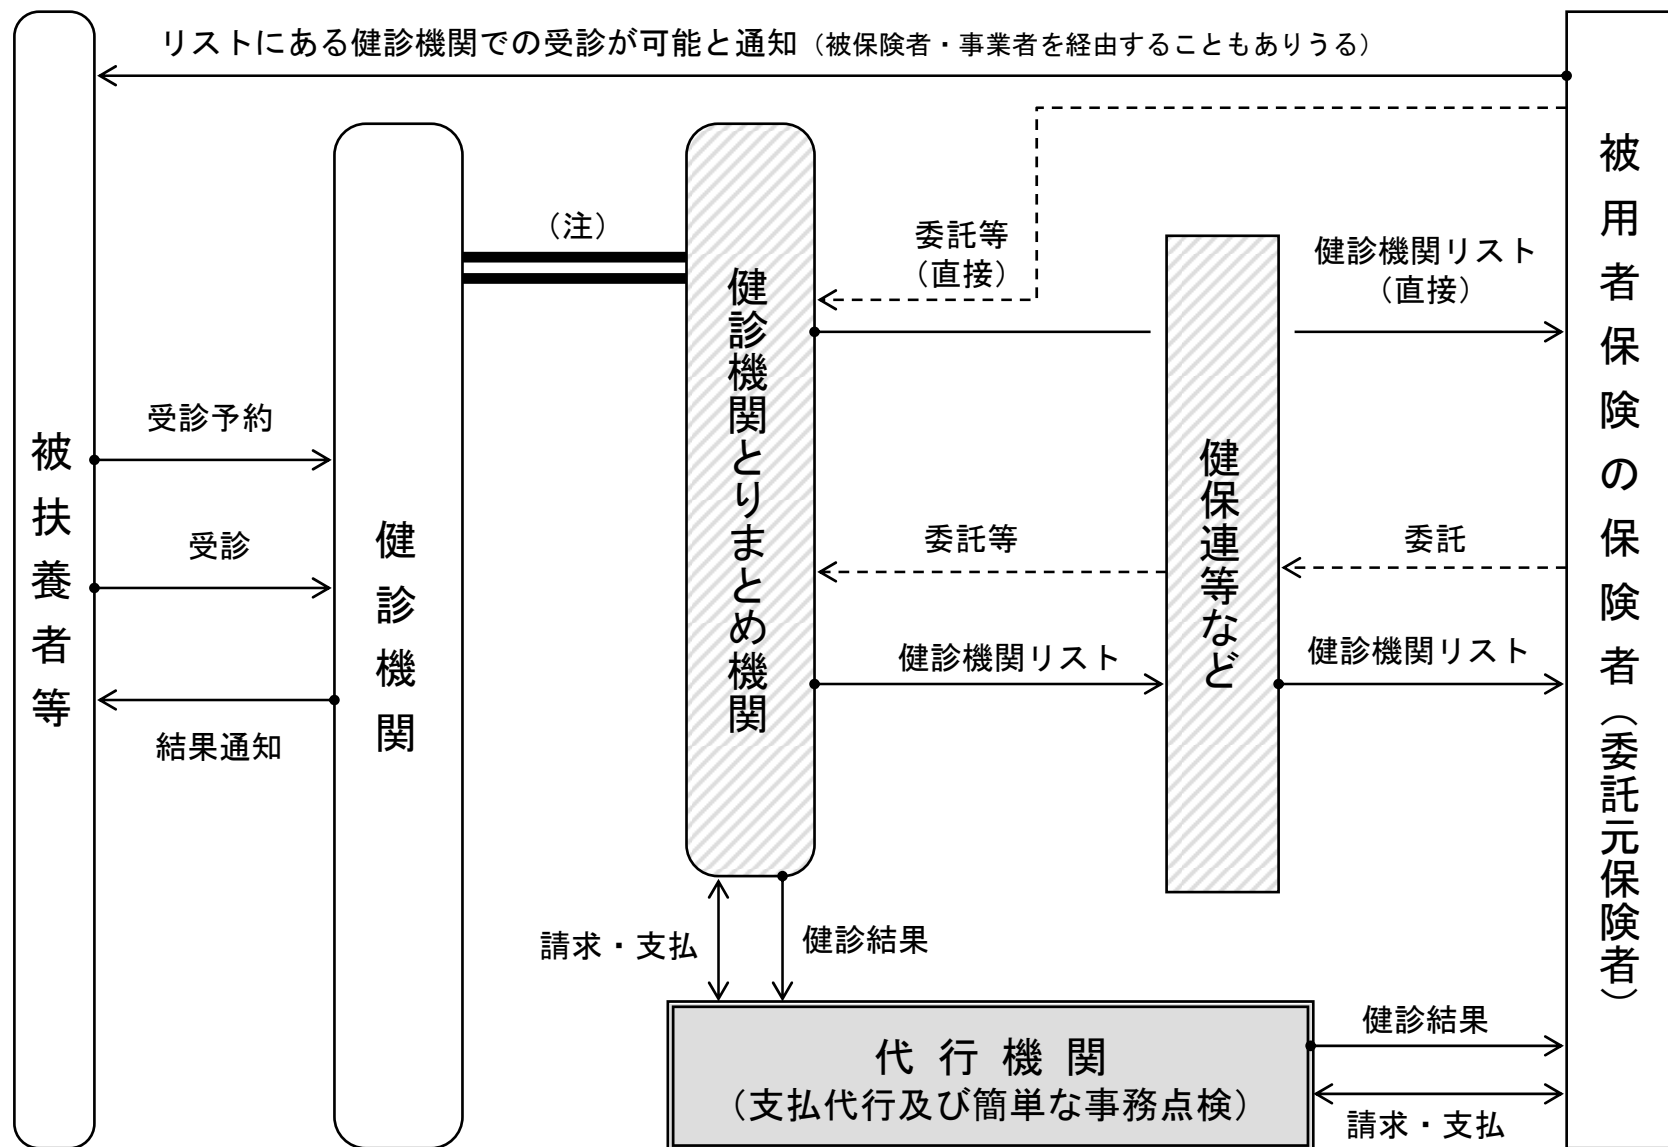 リストにある健診機関での受診が可能と通知（被保険者・事業者を経由することもありうる）
被扶養者等
健診機関
（注）
健診機関とりまとめ機関
委託等
（直接）
健保連等など
健診機関リスト
（直接）
被用者保険の保険者（委託元保険者）
受診予約
受診
結果通知
委託等
委託
健診機関リスト
健診機関リスト
請求・支払
健診結果
代行機関
（支払代行及び簡単な事務点検）
健診結果
請求・支払